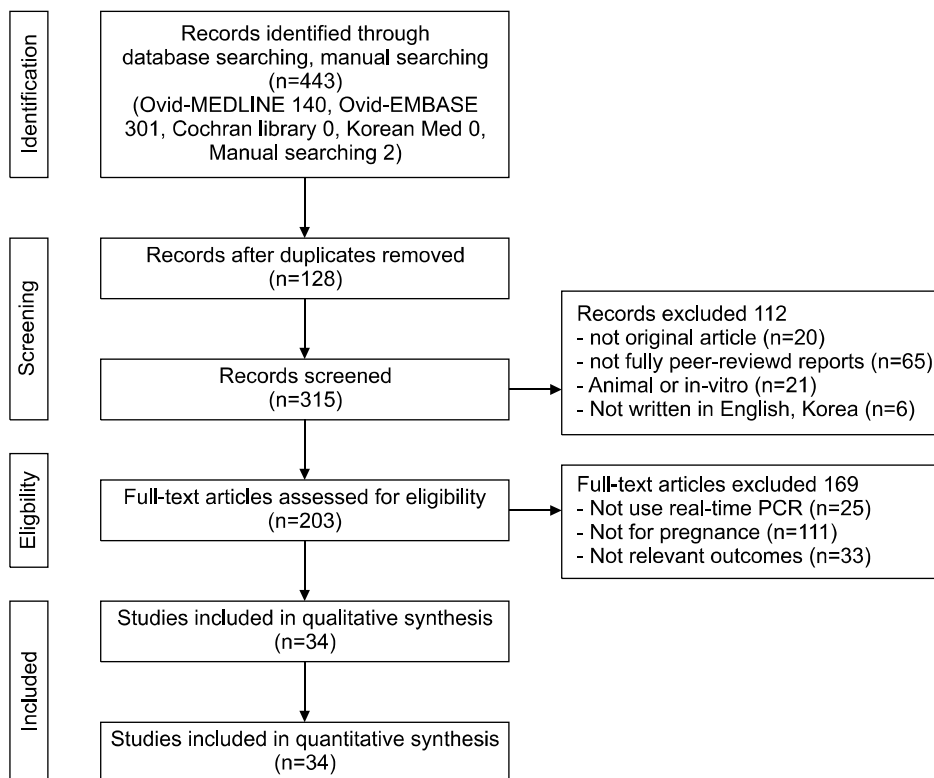 Identification
Records identified through
database searching, manual searching
(n=443)
(Ovid-MEDLINE 140, Ovid-EMBASE
301, Cochran library 0, Korean Med 0,
Manual searching 2)
Screening
Records after duplicates removed
(n=128)
Records screened
(n=315)
Records excluded 112
- not original article (n=20)
- not fully peer-reviewd reports (n=65)
- Animal or in-vitro (n=21)
- Not written in English, Korea (n=6)
Eligbility
Full-text articles assessed for eligibility
(n=203)
Full-text articles excluded 169
- Not use real-time PCR (n=25)
- Not for pregnance (n=111)
- Not relevant outcomes (n=33)
Included
Studies included in qualitative synthesis
(n=34)
Studies included in quantitative synthesis
(n=34)